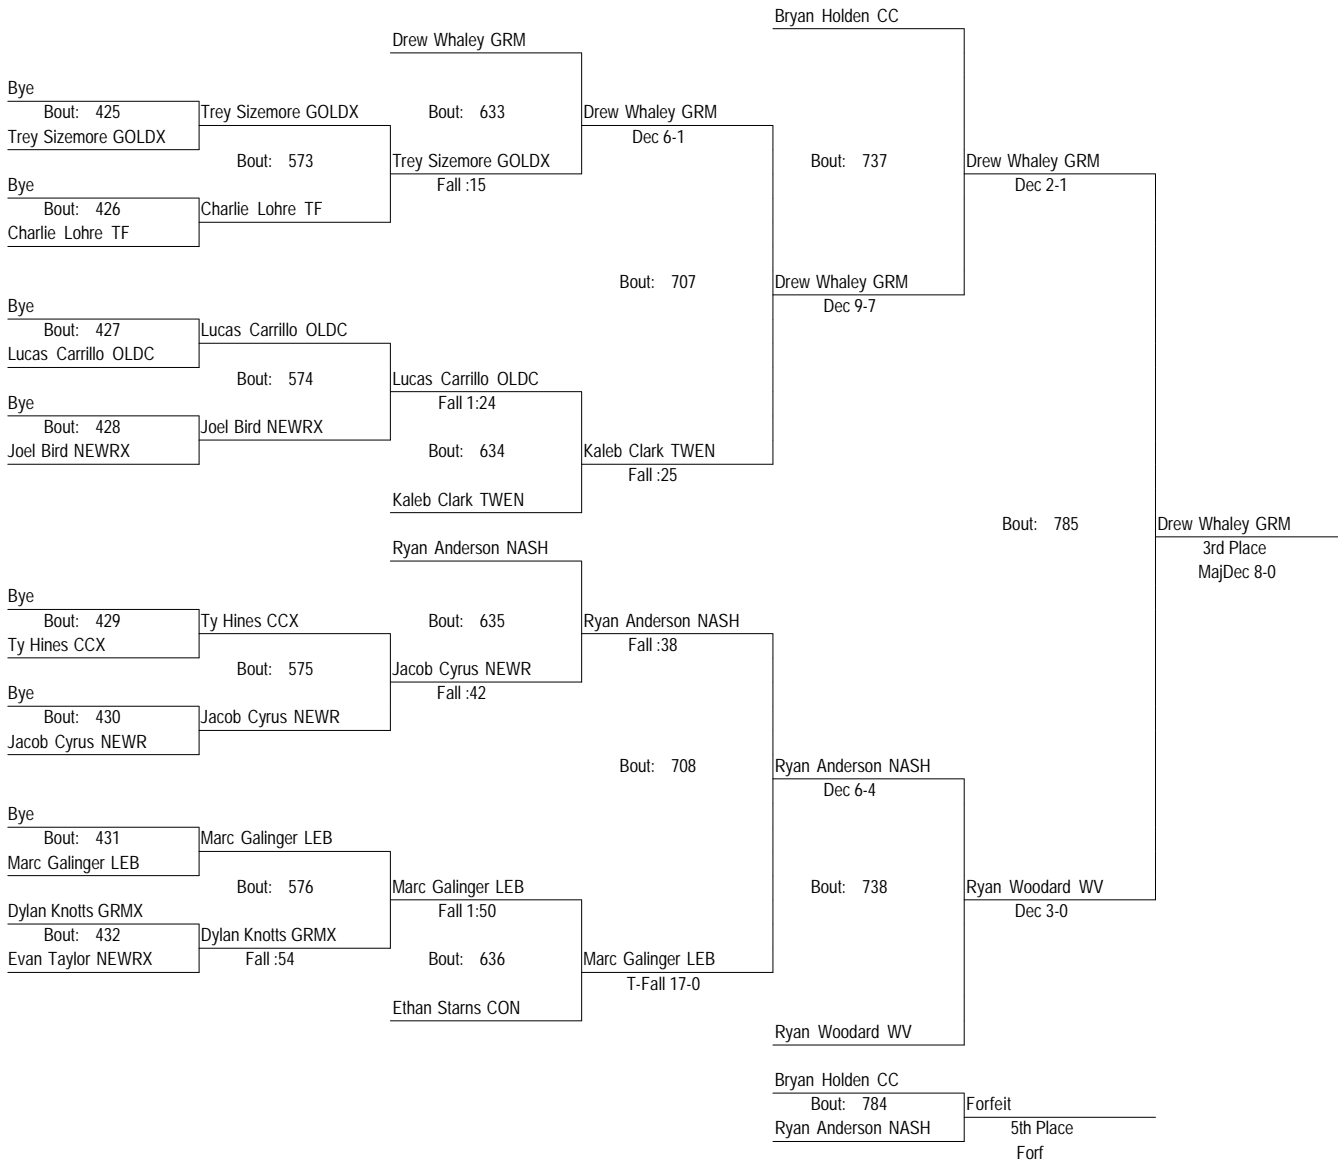 Bryan Holden CC
Drew Whaley GRM
Bye
Bout: 425
Trey Sizemore GOLDX
Trey Sizemore GOLDX
Bout: 633
Drew Whaley GRM
Dec 6-1
Bout: 573
Trey Sizemore GOLDX
Fall :15
Bout: 737
Drew Whaley GRM
Dec 2-1
Bye
Bout: 426
Charlie Lohre TF
Charlie Lohre TF
Bout: 707
Drew Whaley GRM
Dec 9-7
Bye
Bout: 427
Lucas Carrillo OLDC
Lucas Carrillo OLDC
Bout: 574
Lucas Carrillo OLDC
Fall 1:24
Bye
Bout: 428
Joel Bird NEWRX
Joel Bird NEWRX
Bout: 634
Kaleb Clark TWEN
Fall :25
Kaleb Clark TWEN
Bout: 785
Drew Whaley GRM
3rd Place
MajDec 8-0
Ryan Anderson NASH
Bye
Bout: 429
Ty Hines CCX
Ty Hines CCX
Bout: 635
Ryan Anderson NASH
Fall :38
Bout: 575
Jacob Cyrus NEWR
Fall :42
Bye
Bout: 430
Jacob Cyrus NEWR
Jacob Cyrus NEWR
Bout: 708
Ryan Anderson NASH
Dec 6-4
Bye
Bout: 431
Marc Galinger LEB
Marc Galinger LEB
Bout: 576
Marc Galinger LEB
Fall 1:50
Bout: 738
Ryan Woodard WV
Dec 3-0
Dylan Knotts GRMX
Bout: 432
Evan Taylor NEWRX
Dylan Knotts GRMX
Fall :54
Bout: 636
Marc Galinger LEB
T-Fall 17-0
Ethan Starns CON
Ryan Woodard WV
Bryan Holden CC
Bout: 784
Ryan Anderson NASH
Forfeit
5th Place
Forf